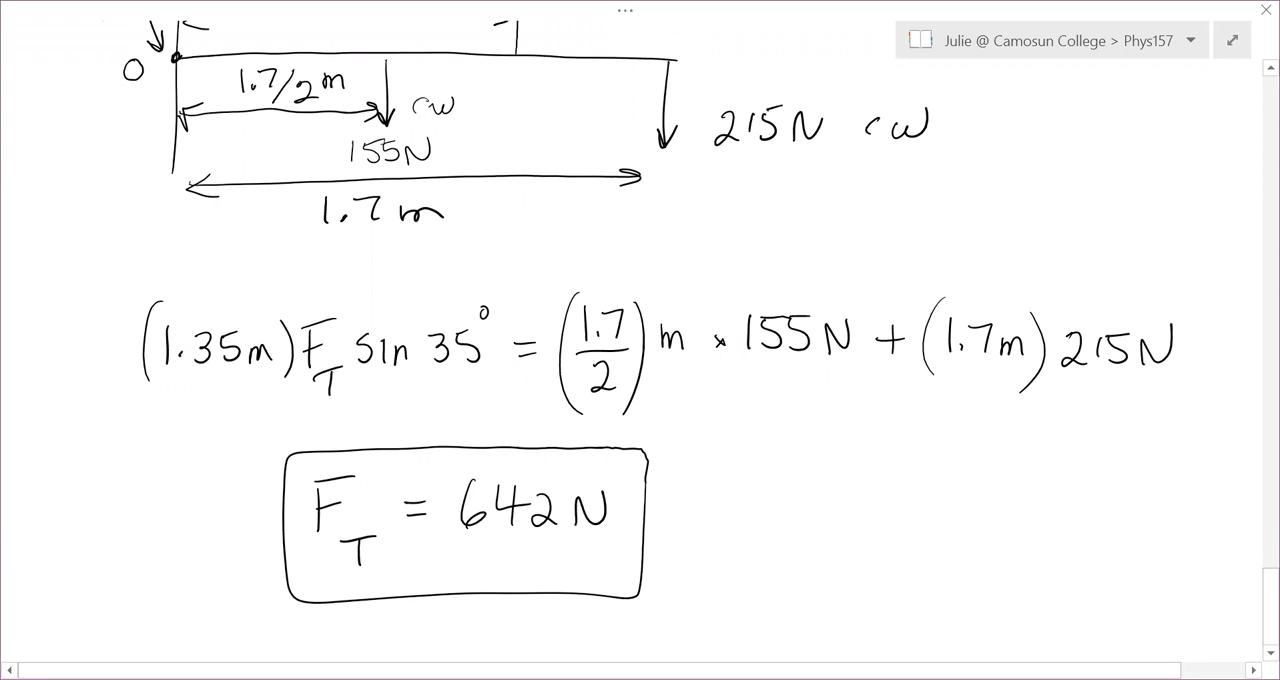 Julie @ Camosun College > Phys157
O
1.7/2 m
cw
155N
215N cw
1.7 m
(1.35m) F_T sin 35° = (1.7/2) m × 155N + (1.7m) 215N
F_T = 642N